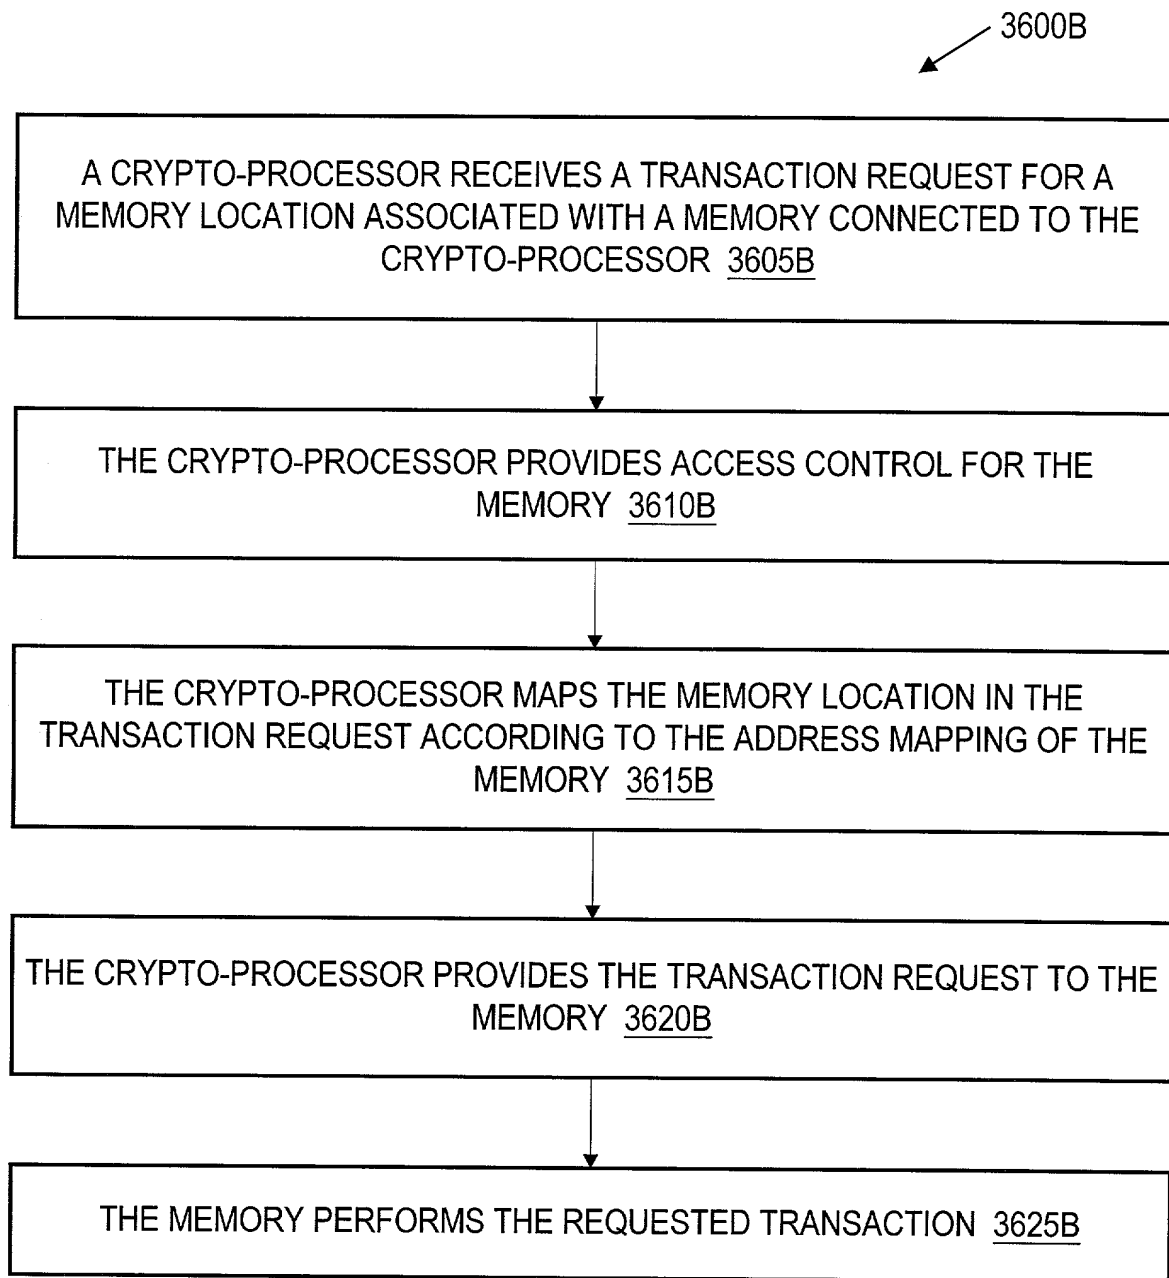 3600B
A CRYPTO-PROCESSOR RECEIVES A TRANSACTION REQUEST FOR A
MEMORY LOCATION ASSOCIATED WITH A MEMORY CONNECTED TO THE
CRYPTO-PROCESSOR 3605B
THE CRYPTO-PROCESSOR PROVIDES ACCESS CONTROL FOR THE
MEMORY 3610B
THE CRYPTO-PROCESSOR MAPS THE MEMORY LOCATION IN THE
TRANSACTION REQUEST ACCORDING TO THE ADDRESS MAPPING OF THE
MEMORY 3615B
THE CRYPTO-PROCESSOR PROVIDES THE TRANSACTION REQUEST TO THE
MEMORY 3620B
THE MEMORY PERFORMS THE REQUESTED TRANSACTION 3625B